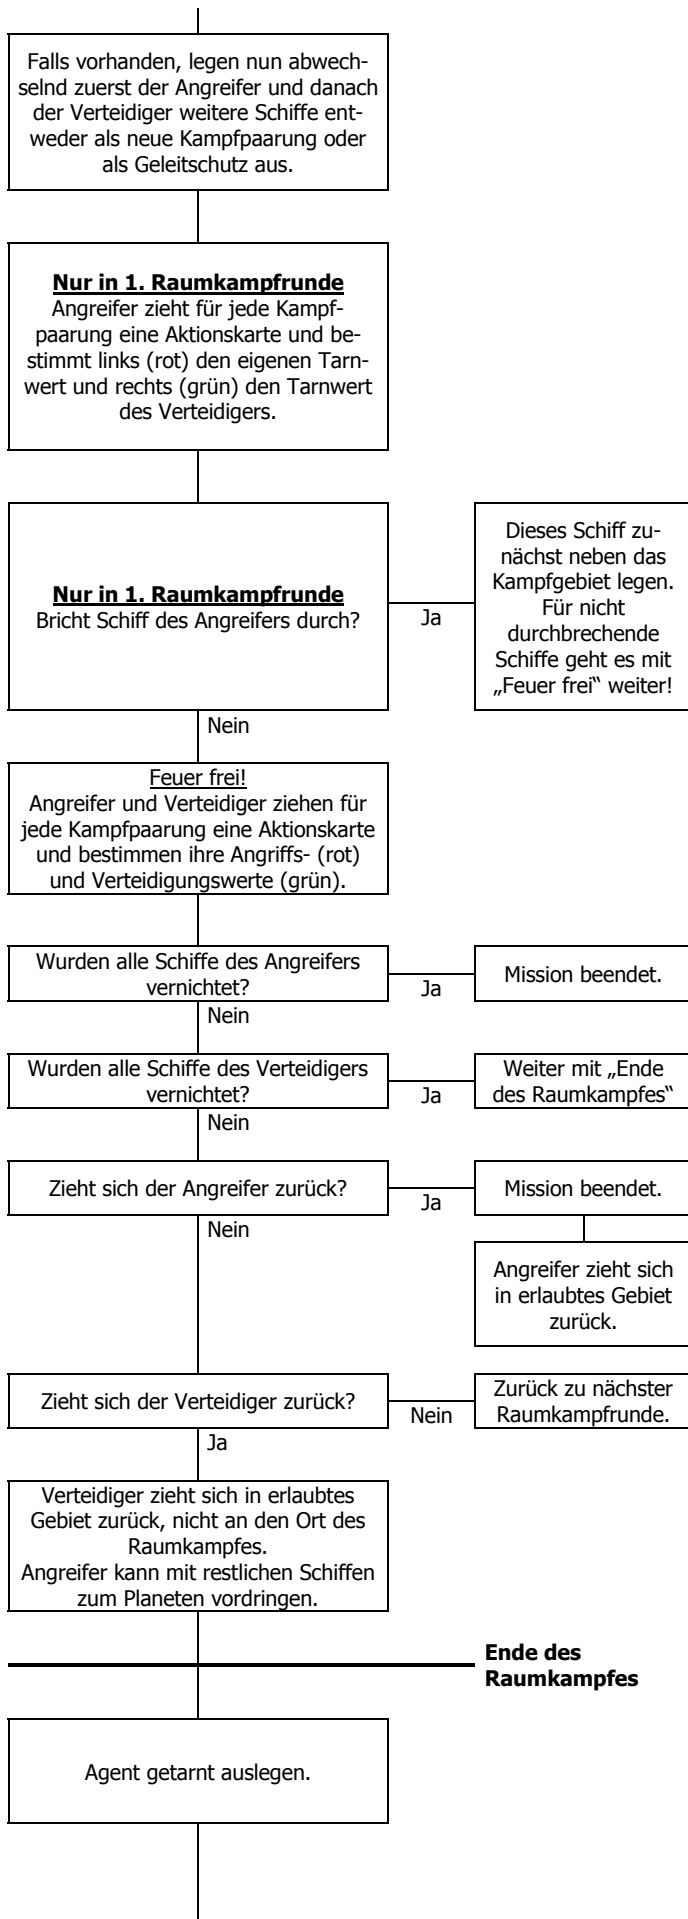 Falls vorhanden, legen nun abwech-
selnd zuerst der Angreifer und danach
der Verteidiger weitere Schiffe ent-
weder als neue Kampfpaarung oder
als Geleitschutz aus.
Nur in 1. Raumkampfrunde
Angreifer zieht für jede Kampf-
paarung eine Aktionskarte und be-
stimmt links (rot) den eigenen Tarn-
wert und rechts (grün) den Tarnwert
des Verteidigers.
Nur in 1. Raumkampfrunde
Bricht Schiff des Angreifers durch?
Ja
Dieses Schiff zu-
nächst neben das
Kampfgebiet legen.
Für nicht
durchbrechende
Schiffe geht es mit
„Feuer frei“ weiter!
Nein
Feuer frei!
Angreifer und Verteidiger ziehen für
jede Kampfpaarung eine Aktionskarte
und bestimmen ihre Angriffs- (rot)
und Verteidigungswerte (grün).
Wurden alle Schiffe des Angreifers
vernichtet?
Ja
Mission beendet.
Nein
Wurden alle Schiffe des Verteidigers
vernichtet?
Ja
Weiter mit „Ende
des Raumkampfes“
Nein
Zieht sich der Angreifer zurück?
Ja
Mission beendet.
Nein
Angreifer zieht sich
in erlaubtes Gebiet
zurück.
Zieht sich der Verteidiger zurück?
Nein
Zurück zu nächster
Raumkampfrunde.
Ja
Verteidiger zieht sich in erlaubtes
Gebiet zurück, nicht an den Ort des
Raumkampfes.
Angreifer kann mit restlichen Schiffen
zum Planeten vordringen.
Ende des
Raumkampfes
Agent getarnt auslegen.